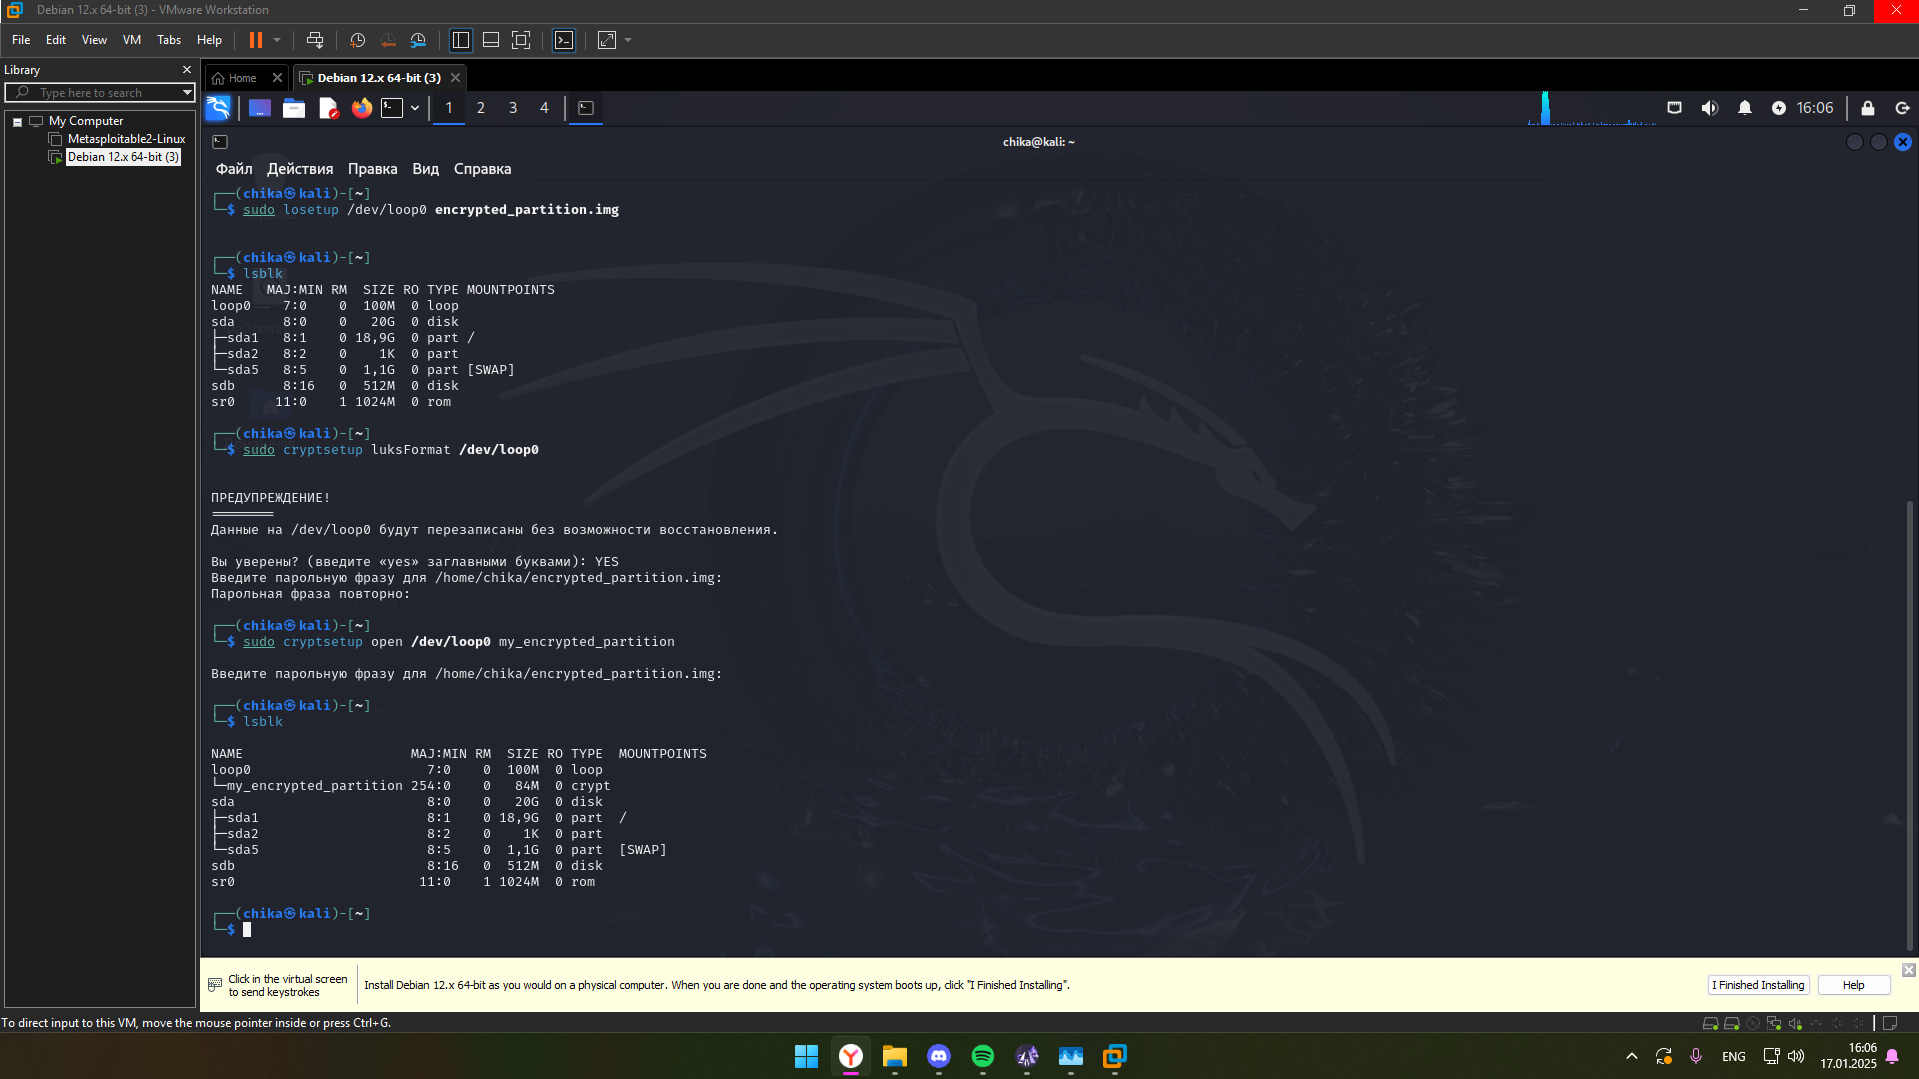 Debian 12.x 64-bit (3) - VMware Workstation
File Edit View VM Tabs Help
Library
Home
Debian 12.x 64-bit (3)
Type here to search
My Computer
Metasploitable2-Linux
Debian 12.x 64-bit (3)
1 2 3 4
16:06
chika@kali: ~
Файл Действия Правка Вид Справка
┌──(chika㉿kali)-[~]
└─$ sudo losetup /dev/loop0 encrypted_partition.img
┌──(chika㉿kali)-[~]
└─$ lsblk
NAME   MAJ:MIN RM  SIZE RO TYPE MOUNTPOINTS
loop0    7:0    0  100M  0 loop
sda      8:0    0   20G  0 disk
├─sda1   8:1    0 18,9G  0 part /
├─sda2   8:2    0    1K  0 part
└─sda5   8:5    0  1,1G  0 part [SWAP]
sdb      8:16   0  512M  0 disk
sr0     11:0    1 1024M  0 rom
┌──(chika㉿kali)-[~]
└─$ sudo cryptsetup luksFormat /dev/loop0
ПРЕДУПРЕЖДЕНИЕ!
========
Данные на /dev/loop0 будут перезаписаны без возможности восстановления.
Вы уверены? (введите «yes» заглавными буквами): YES
Введите парольную фразу для /home/chika/encrypted_partition.img:
Парольная фраза повторно:
┌──(chika㉿kali)-[~]
└─$ sudo cryptsetup open /dev/loop0 my_encrypted_partition
Введите парольную фразу для /home/chika/encrypted_partition.img:
┌──(chika㉿kali)-[~]
└─$ lsblk
NAME                     MAJ:MIN RM  SIZE RO TYPE  MOUNTPOINTS
loop0                      7:0    0  100M  0 loop
└─my_encrypted_partition 254:0    0   84M  0 crypt
sda                        8:0    0   20G  0 disk
├─sda1                     8:1    0 18,9G  0 part  /
├─sda2                     8:2    0    1K  0 part
└─sda5                     8:5    0  1,1G  0 part  [SWAP]
sdb                        8:16   0  512M  0 disk
sr0                       11:0    1 1024M  0 rom
┌──(chika㉿kali)-[~]
└─$
Click in the virtual screen
to send keystrokes
Install Debian 12.x 64-bit as you would on a physical computer. When you are done and the operating system boots up, click "I Finished Installing".
I Finished Installing
Help
To direct input to this VM, move the mouse pointer inside or press Ctrl+G.
ENG
16:06
17.01.2025